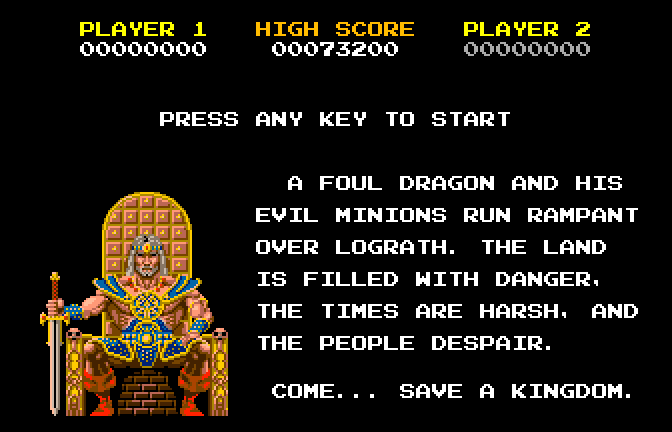 PLAYER 1 HIGH SCORE PLAYER 2
00000000 00073200 00000000
PRESS ANY KEY TO START
A FOUL DRAGON AND HIS
EVIL MINIONS RUN RAMPANT
OVER LOGRATH. THE LAND
IS FILLED WITH DANGER,
THE TIMES ARE HARSH, AND
THE PEOPLE DESPAIR.
COME... SAVE A KINGDOM.